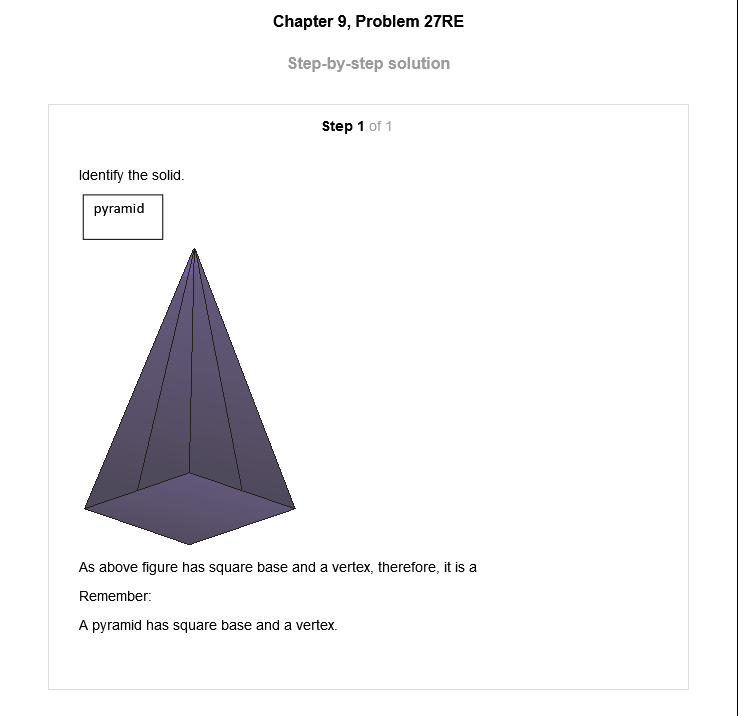 Chapter 9, Problem 27RE
Step-by-step solution
Step 1 of 1
Identify the solid.
pyramid
As above figure has square base and a vertex, therefore, it is a
Remember:
A pyramid has square base and a vertex.